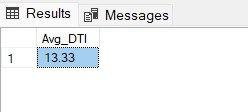 Results Messages
Avg_DTI
1 13.33